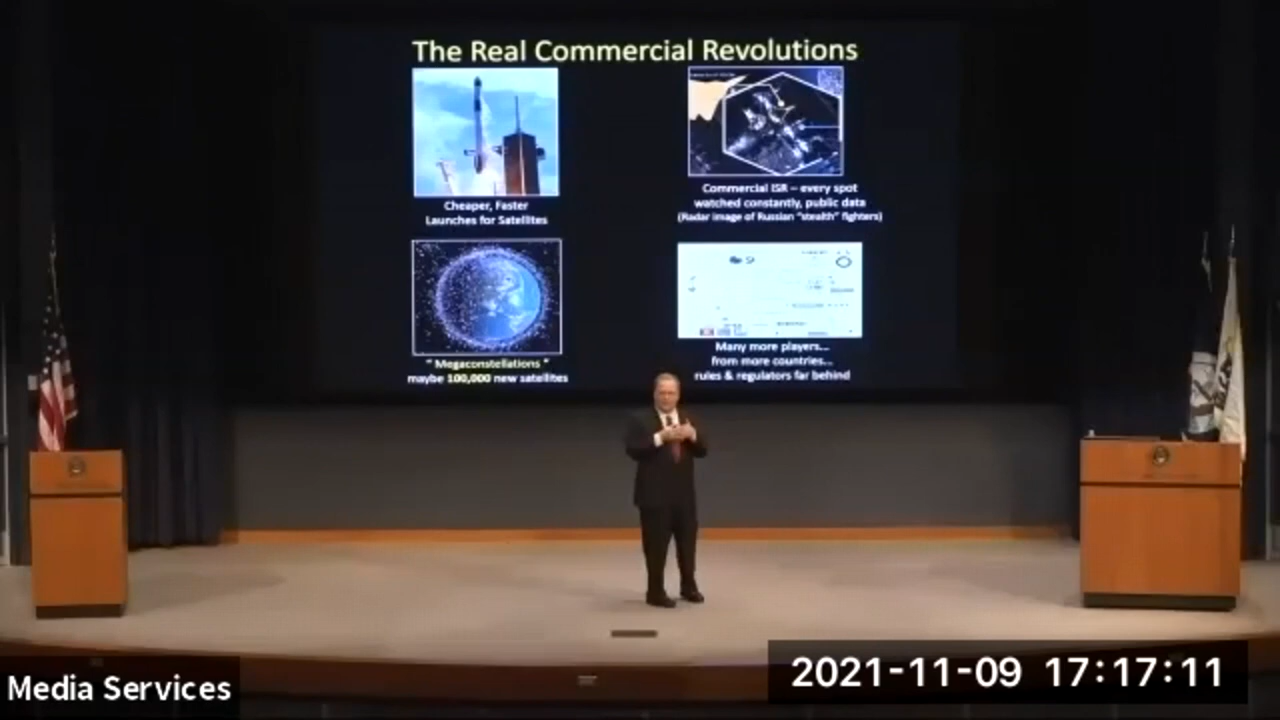 The Real Commercial Revolutions
Cheaper, Faster
Launches for Satellites
Commercial ISR – every spot
watched constantly, public data
(Radar image of Russian "stealth" fighters)
" Megaconstellations "
maybe 100,000 new satellites
Many more players...
from more countries...
rules & regulators far behind
Media Services
2021-11-09 17:17:11